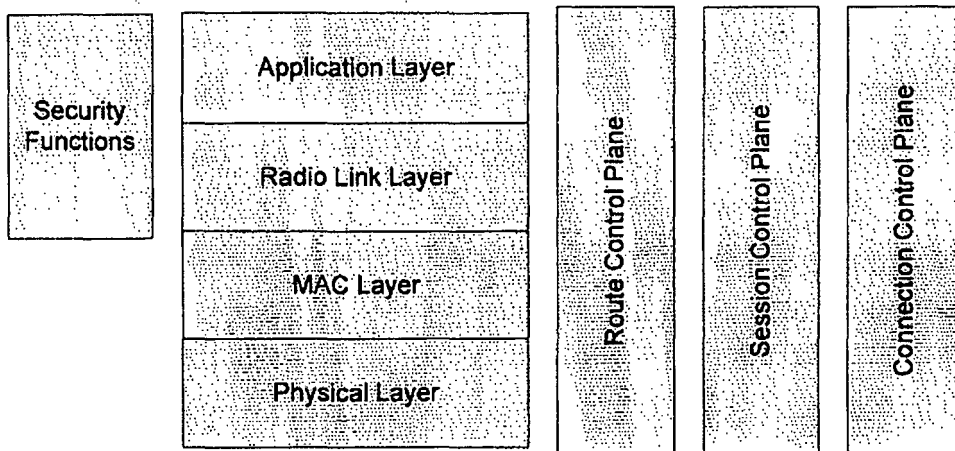 Security
Functions
Application Layer
Radio Link Layer
MAC Layer
Physical Layer
Route Control Plane
Session Control Plane
Connection Control Plane